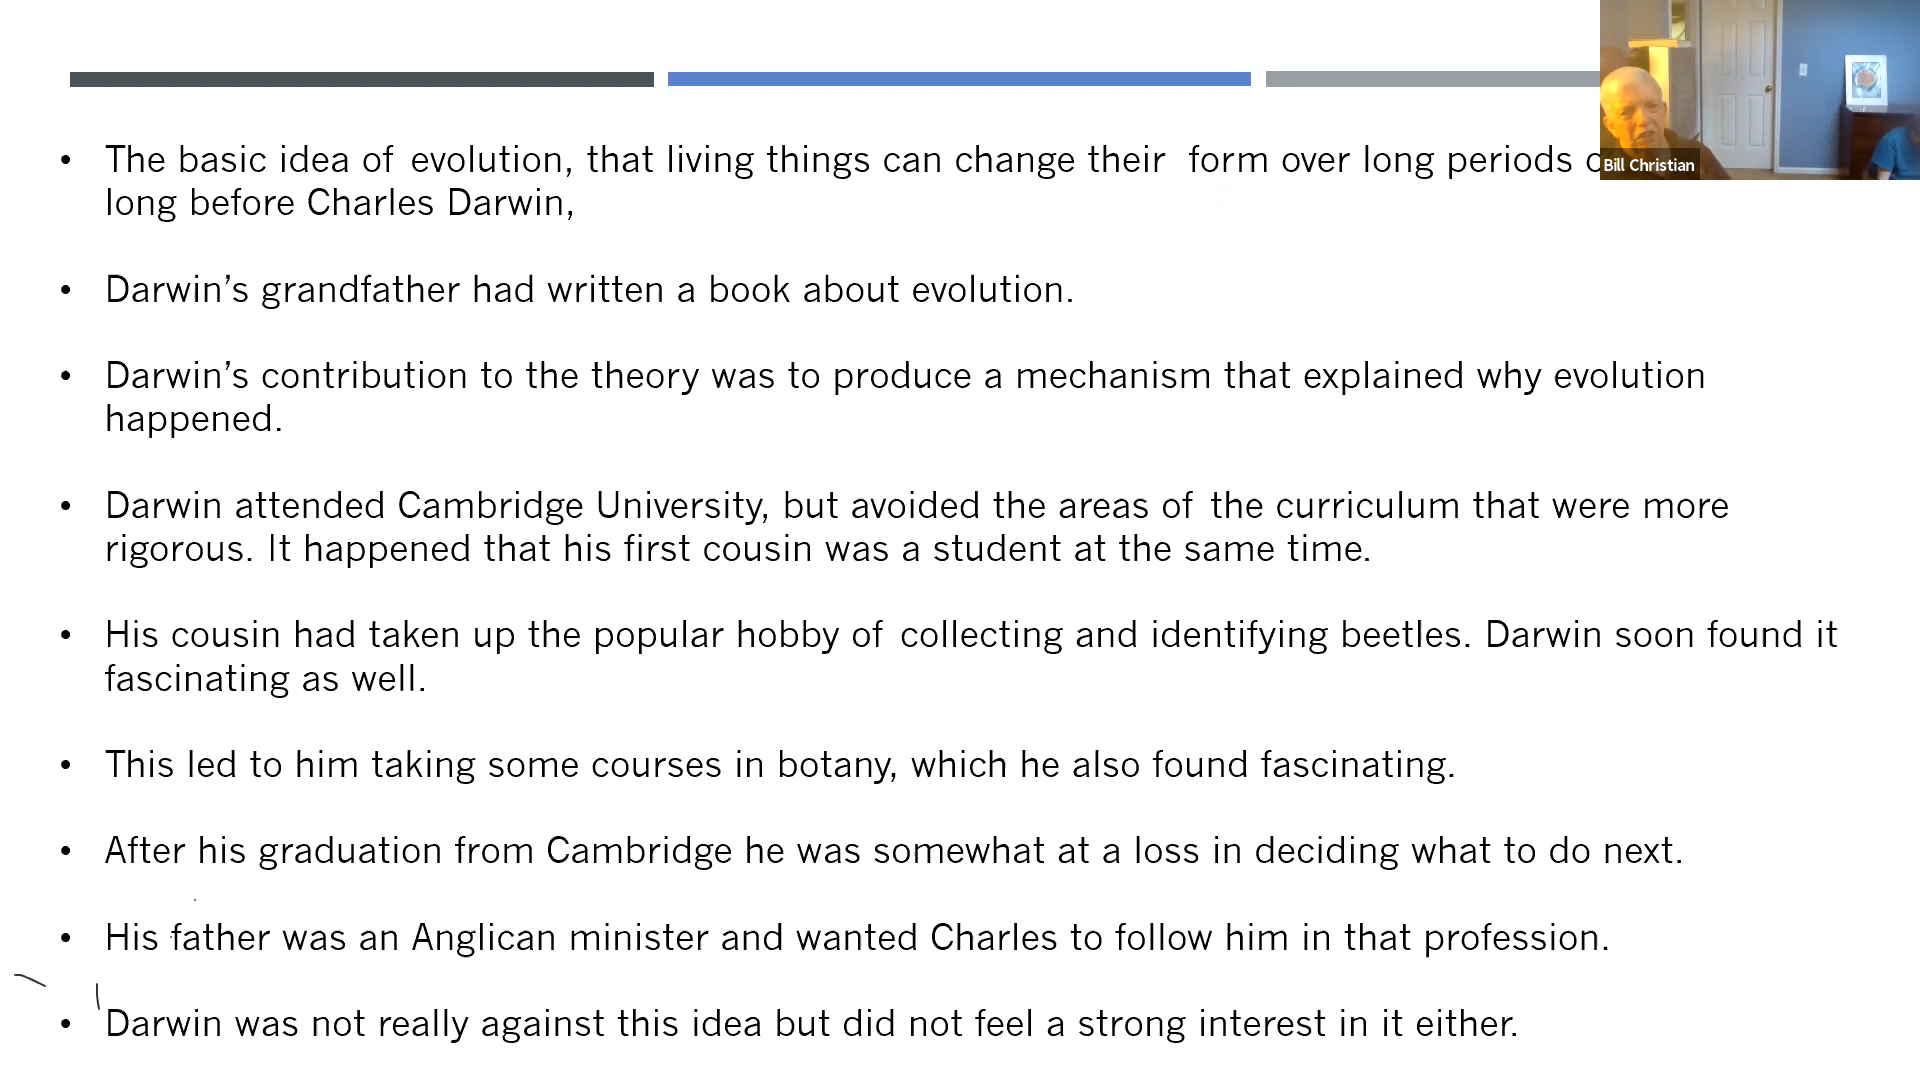 • The basic idea of evolution, that living things can change their form over long periods
long before Charles Darwin,
• Darwin’s grandfather had written a book about evolution.
• Darwin’s contribution to the theory was to produce a mechanism that explained why evolution
happened.
• Darwin attended Cambridge University, but avoided the areas of the curriculum that were more
rigorous. It happened that his first cousin was a student at the same time.
• His cousin had taken up the popular hobby of collecting and identifying beetles. Darwin soon found it
fascinating as well.
• This led to him taking some courses in botany, which he also found fascinating.
• After his graduation from Cambridge he was somewhat at a loss in deciding what to do next.
• His father was an Anglican minister and wanted Charles to follow him in that profession.
• Darwin was not really against this idea but did not feel a strong interest in it either.
Bill Christian